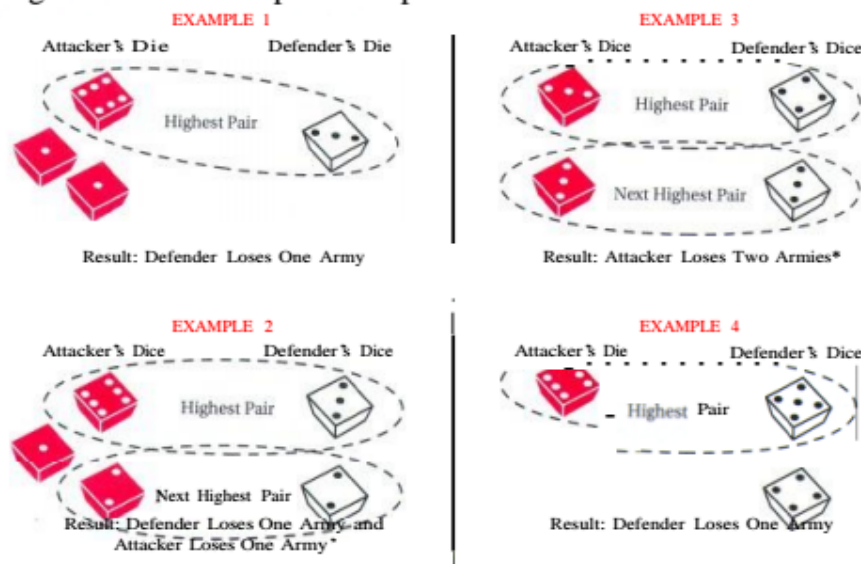 EXAMPLE 1
Attacker's Die Defender's Die
Highest Pair
Result: Defender Loses One Army
EXAMPLE 2
Attacker's Dice Defender's Dice
Highest Pair
Next Highest Pair
Result: Defender Loses One Army and
Attacker Loses One Army*
EXAMPLE 3
Attacker's Dice Defender's Dice
Highest Pair
Next Highest Pair
Result: Attacker Loses Two Armies*
EXAMPLE 4
Attacker's Die Defender's Dice
Highest Pair
Result: Defender Loses One Army